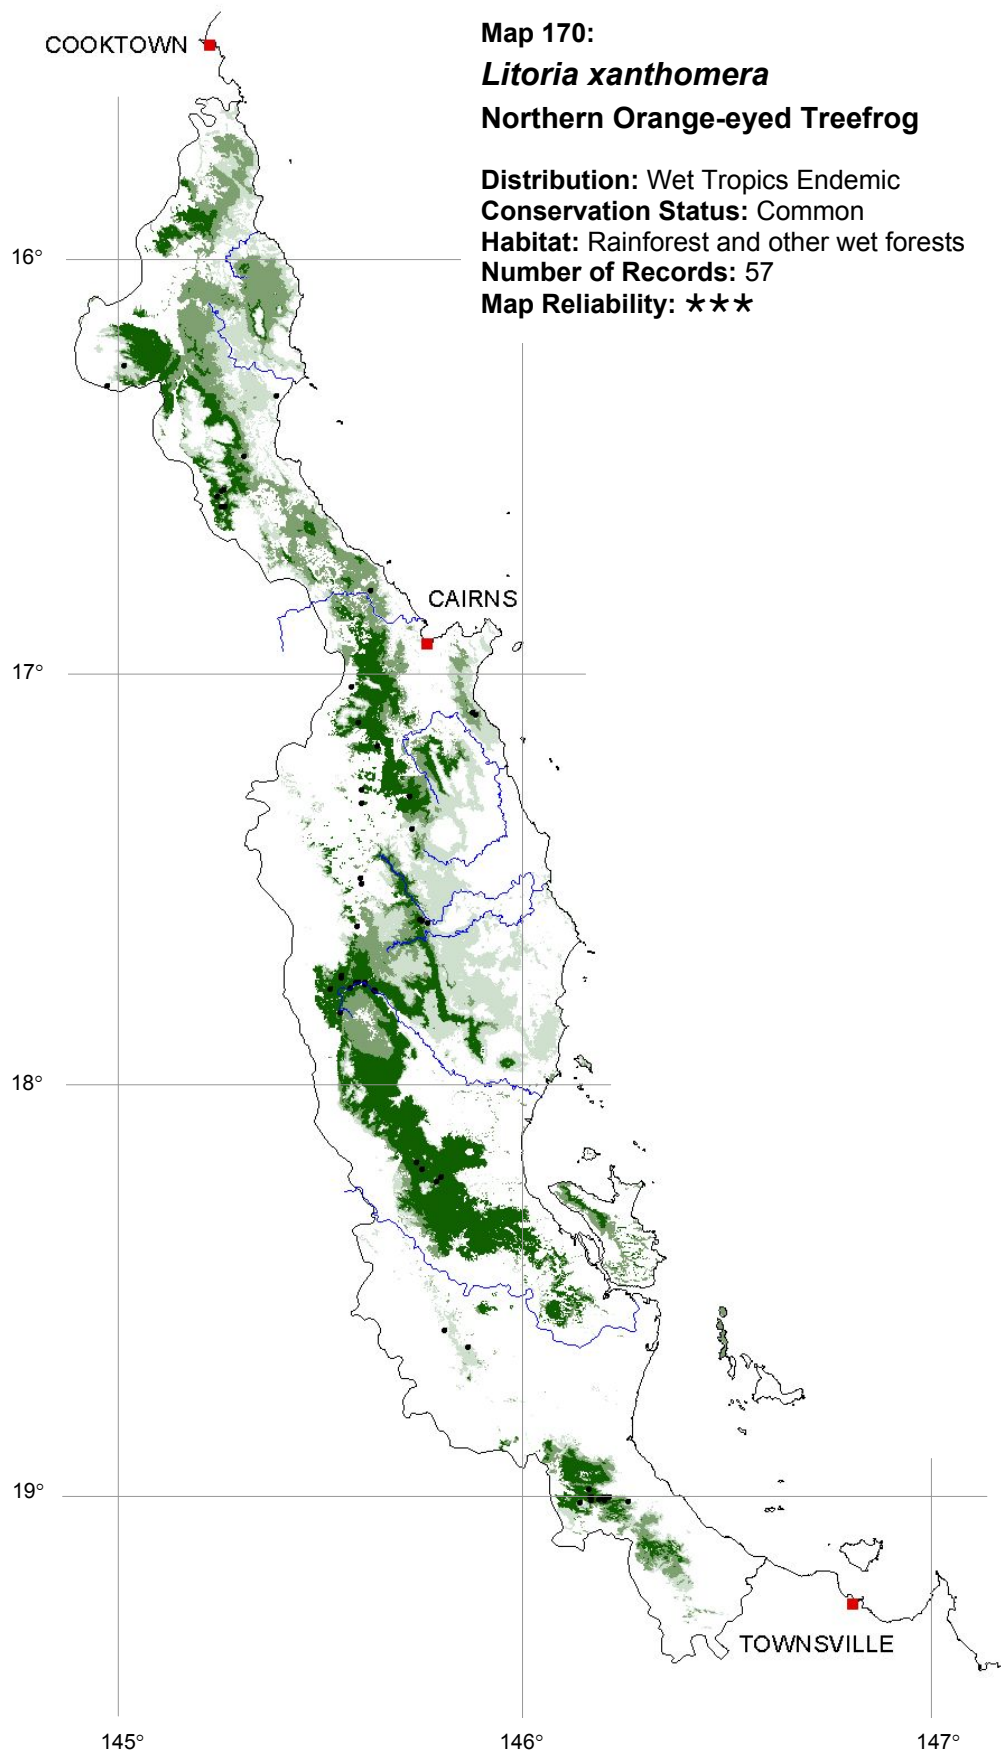 COOKTOWN
Map 170:
Litoria xanthomera
Northern Orange-eyed Treefrog
Distribution: Wet Tropics Endemic
Conservation Status: Common
Habitat: Rainforest and other wet forests
Number of Records: 57
Map Reliability: ***
16°
CAIRNS
17°
18°
19°
TOWNSVILLE
145°
146°
147°